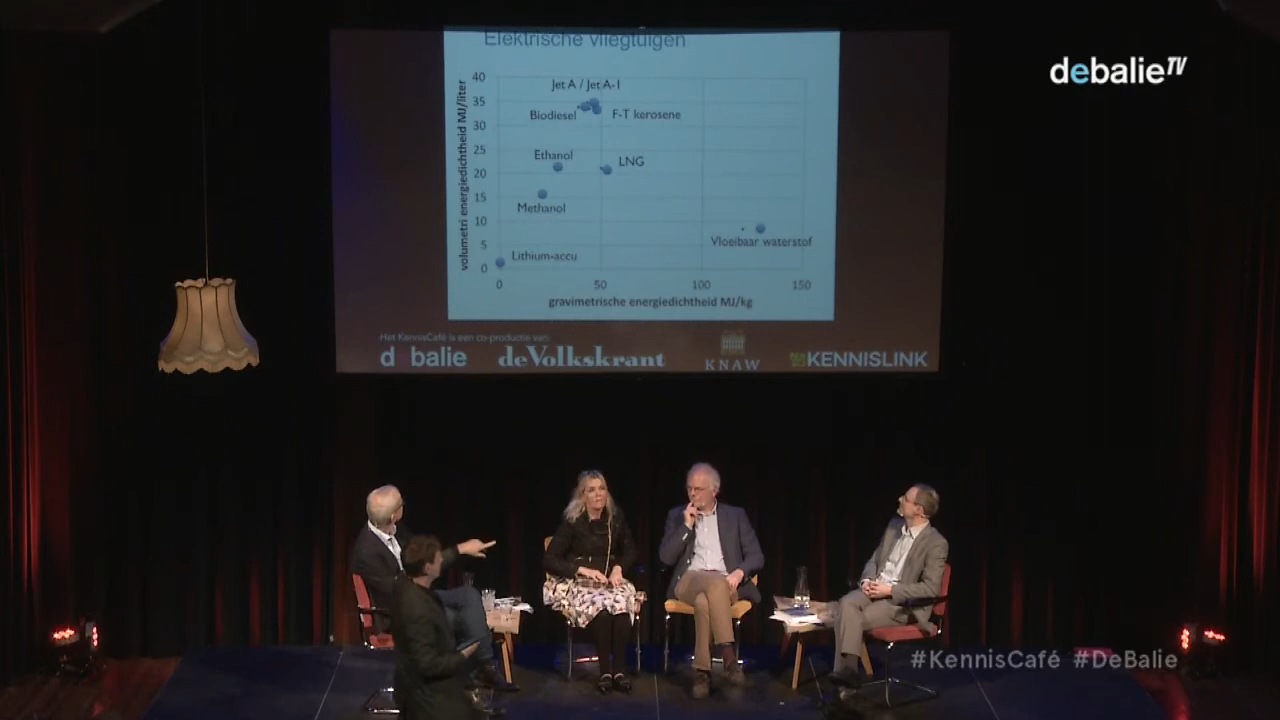 Elektrische vliegtuigen
debalieTV
volumetri energiedichtheid MJ/liter
40
35
30
25
20
15
10
5
0
Jet A / Jet A-1
Biodiesel
F-T kerosene
Ethanol
LNG
Methanol
Vloeibaar waterstof
Lithium-accu
0
50
100
150
gravimetrische energiedichtheid MJ/kg
Het KennisCafé is een co-productie van:
d balie
deVolkskrant
KNAW
KENNISLINK
#KennisCafé #DeBalie